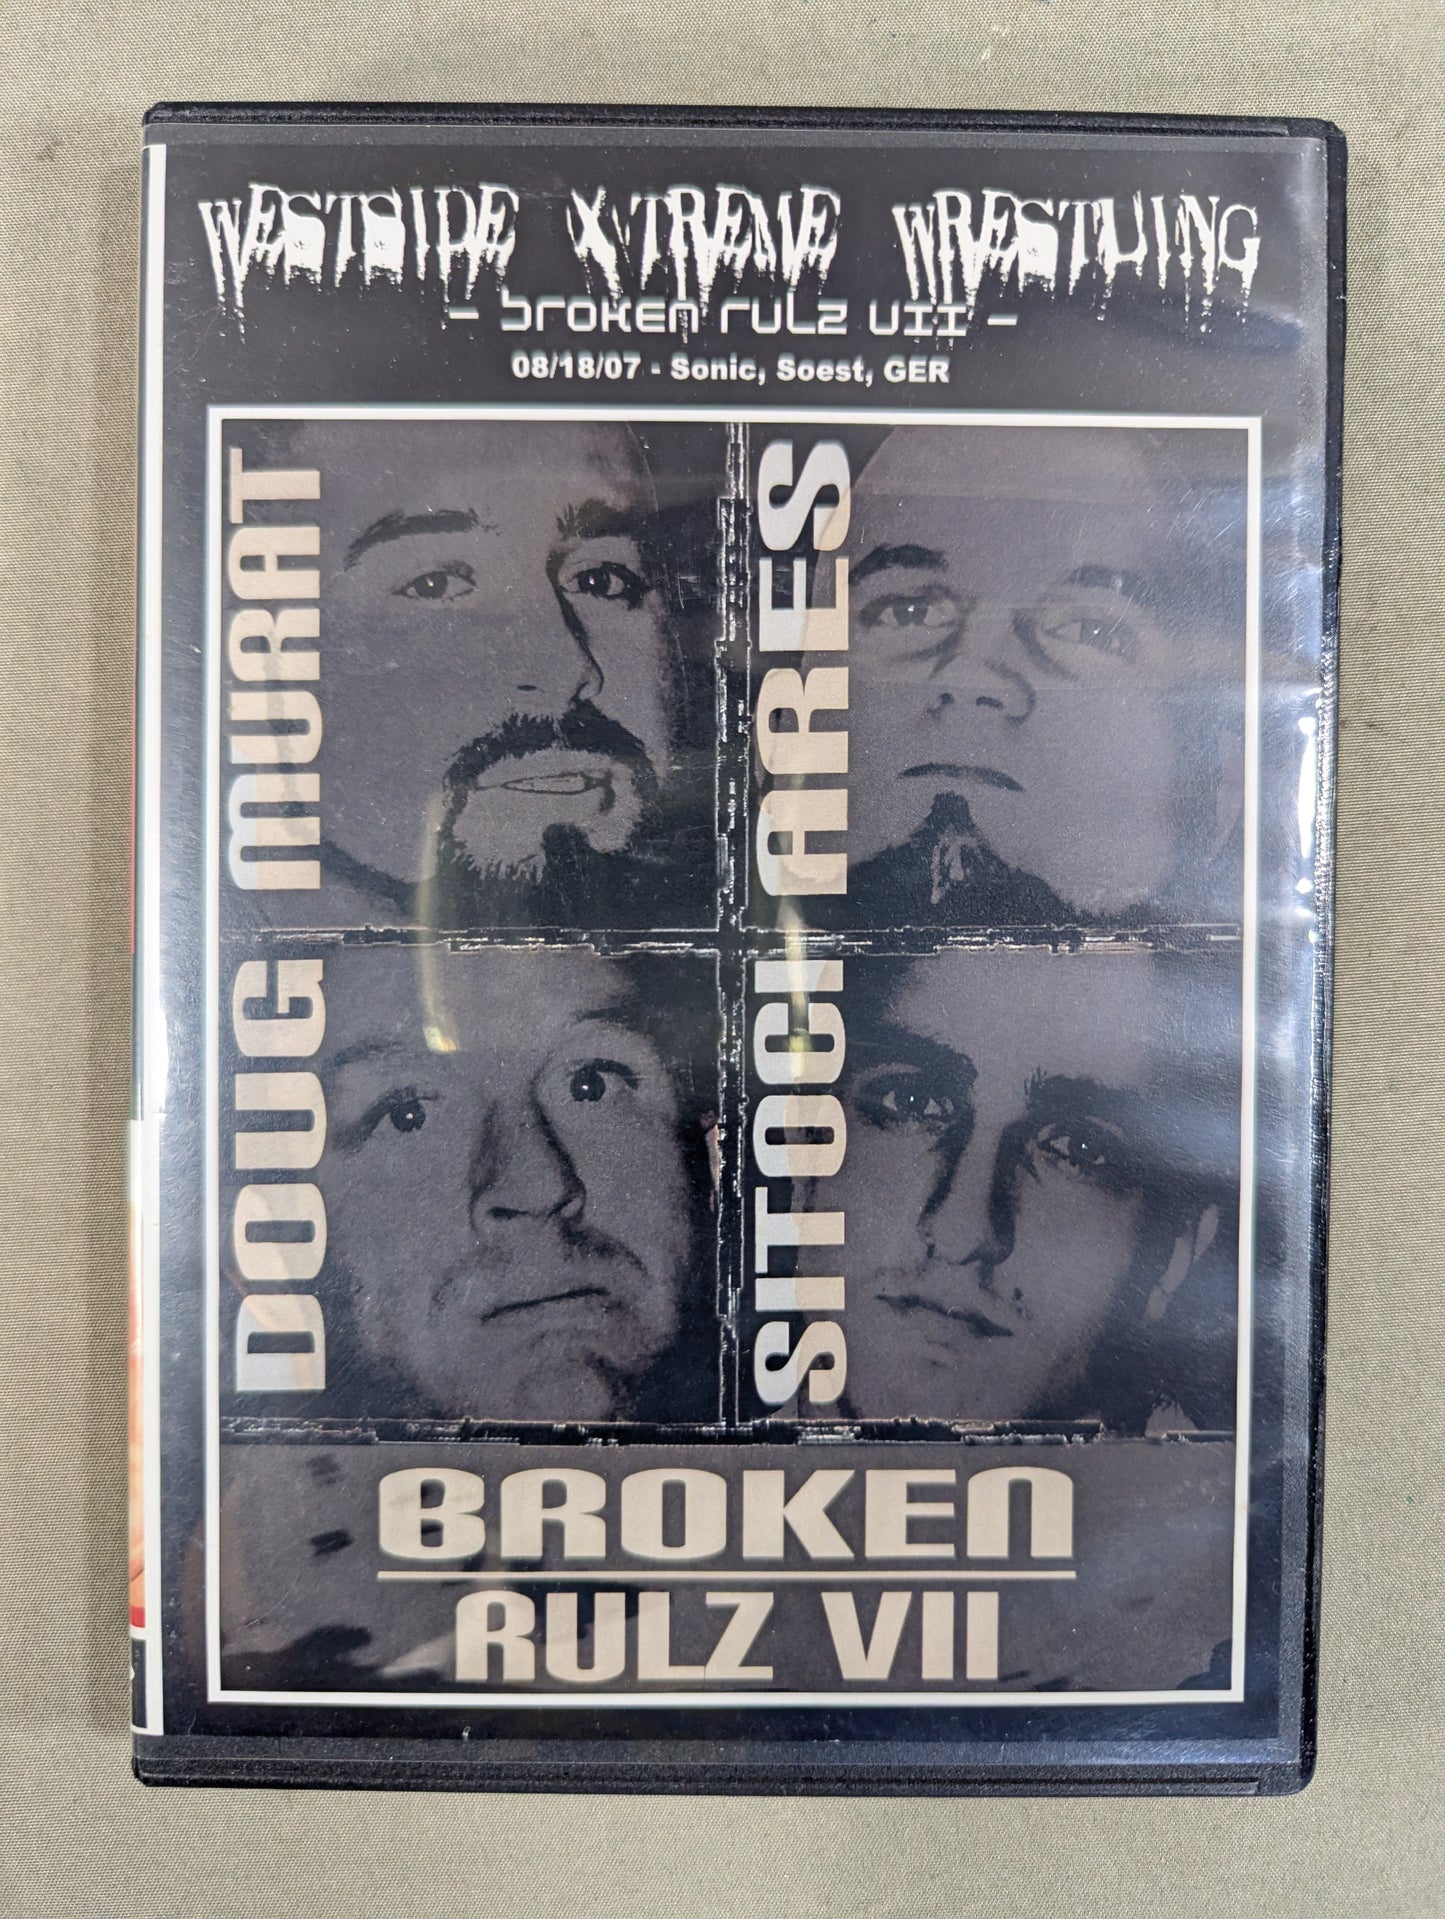 WESTSIDE XTREME WRESTLING
- BROKEN RULZ VII -
08/18/07 - Sonic, Soest, GER
DOUG MURAT
SITOCI ARES
BROKEN
RULZ VII